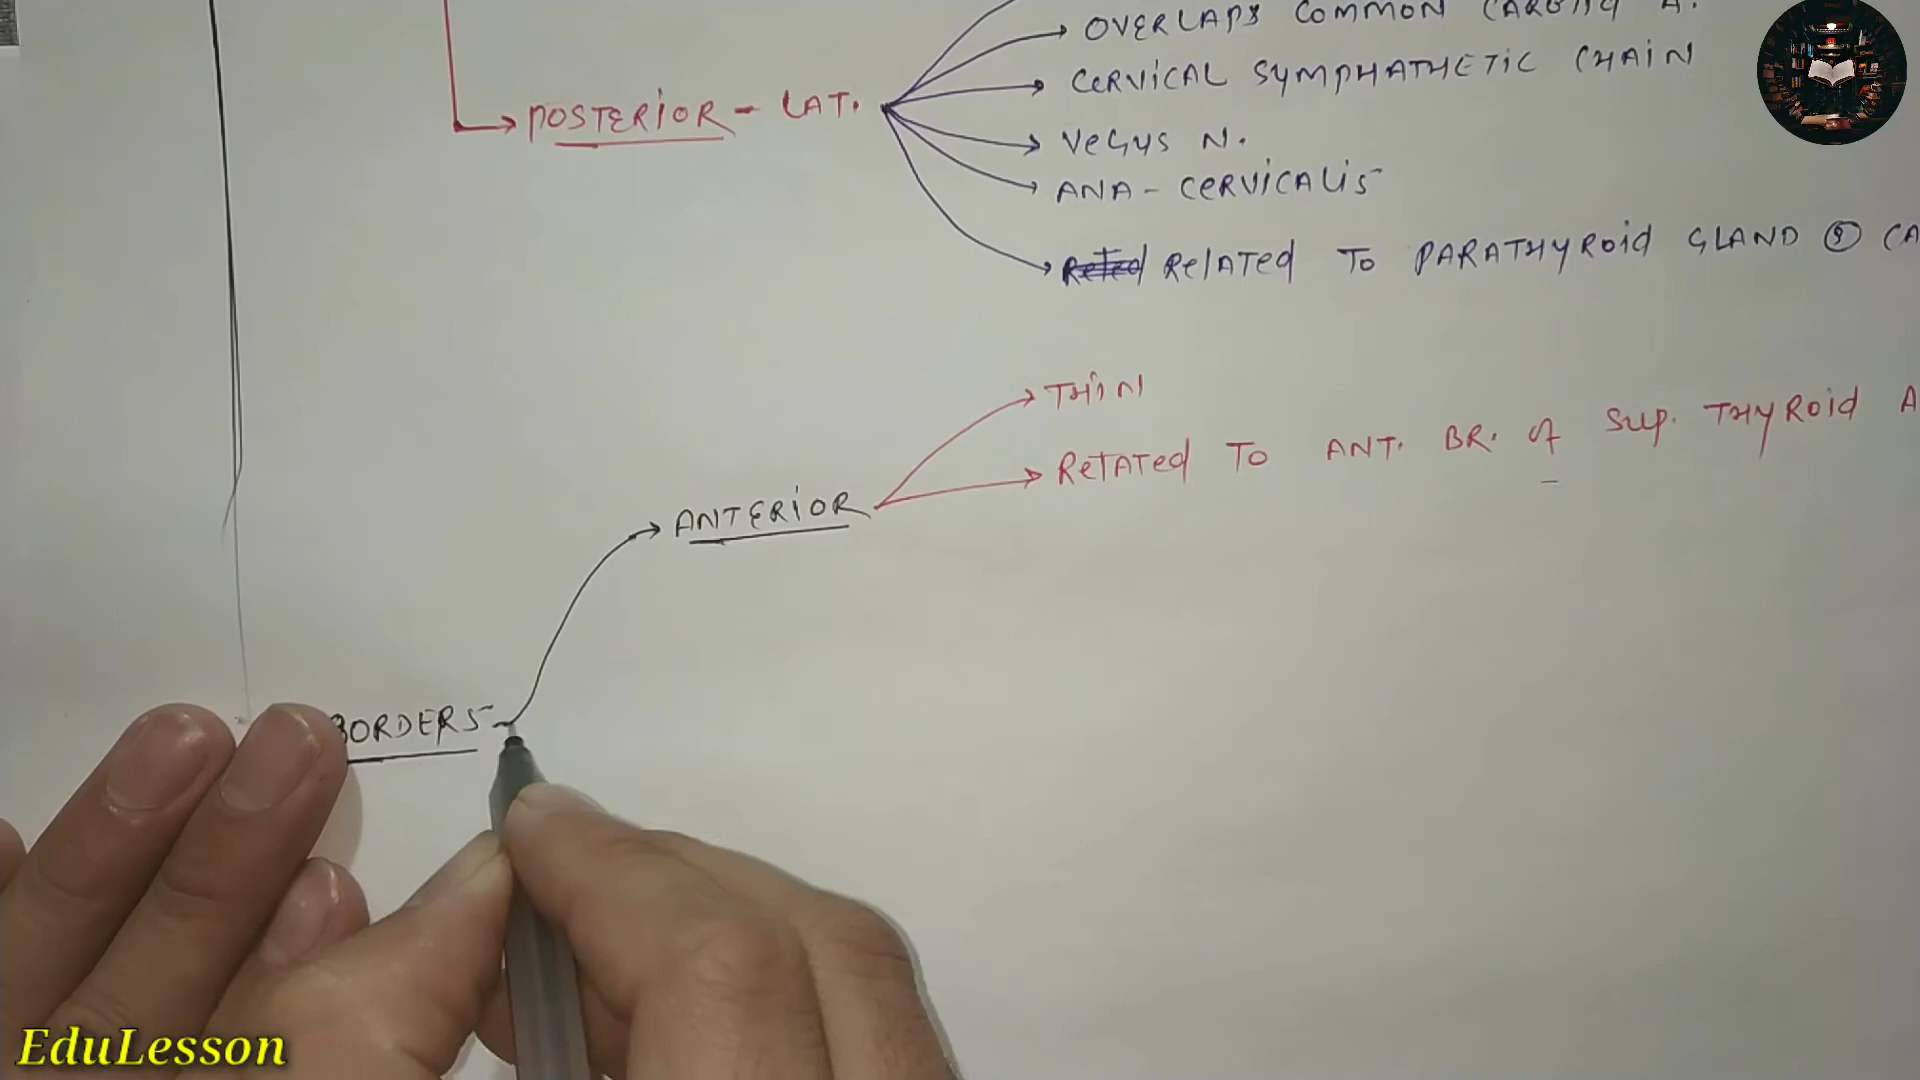 OVERLAPS COMMON CAROTID A.
CERVICAL SYMPHATHETIC CHAIN
POSTERIOR - LAT.
VEGUS N.
ANA - CERVICALIS
RELATED TO PARATHYROID GLAND
THIN
RETATED TO ANT. BR. of SUP. THYROID A
ANTERIOR
BORDERS
EduLesson